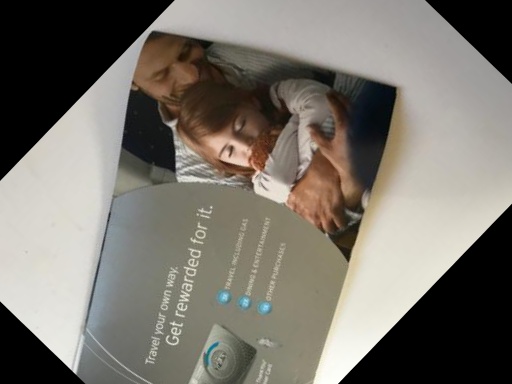 Travel your own way.
Get rewarded for it.
TRAVEL INCLUDING GAS
DINING & ENTERTAINMENT
OTHER PURCHASES